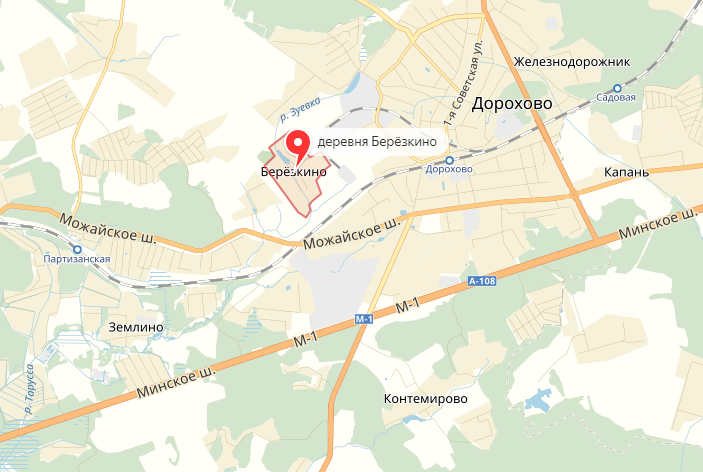 Железнодорожник
1-я Советская ул.
Садовая
Дорохово
р. Зуевка
деревня Берёзкино
Берёзкино
Дорохово
Капань
Можайское ш.
Можайское ш.
Минское ш.
Партизанская
А-108
М-1
М-1
Землино
М-1
Минское ш.
р. Тарусса
Контемирово